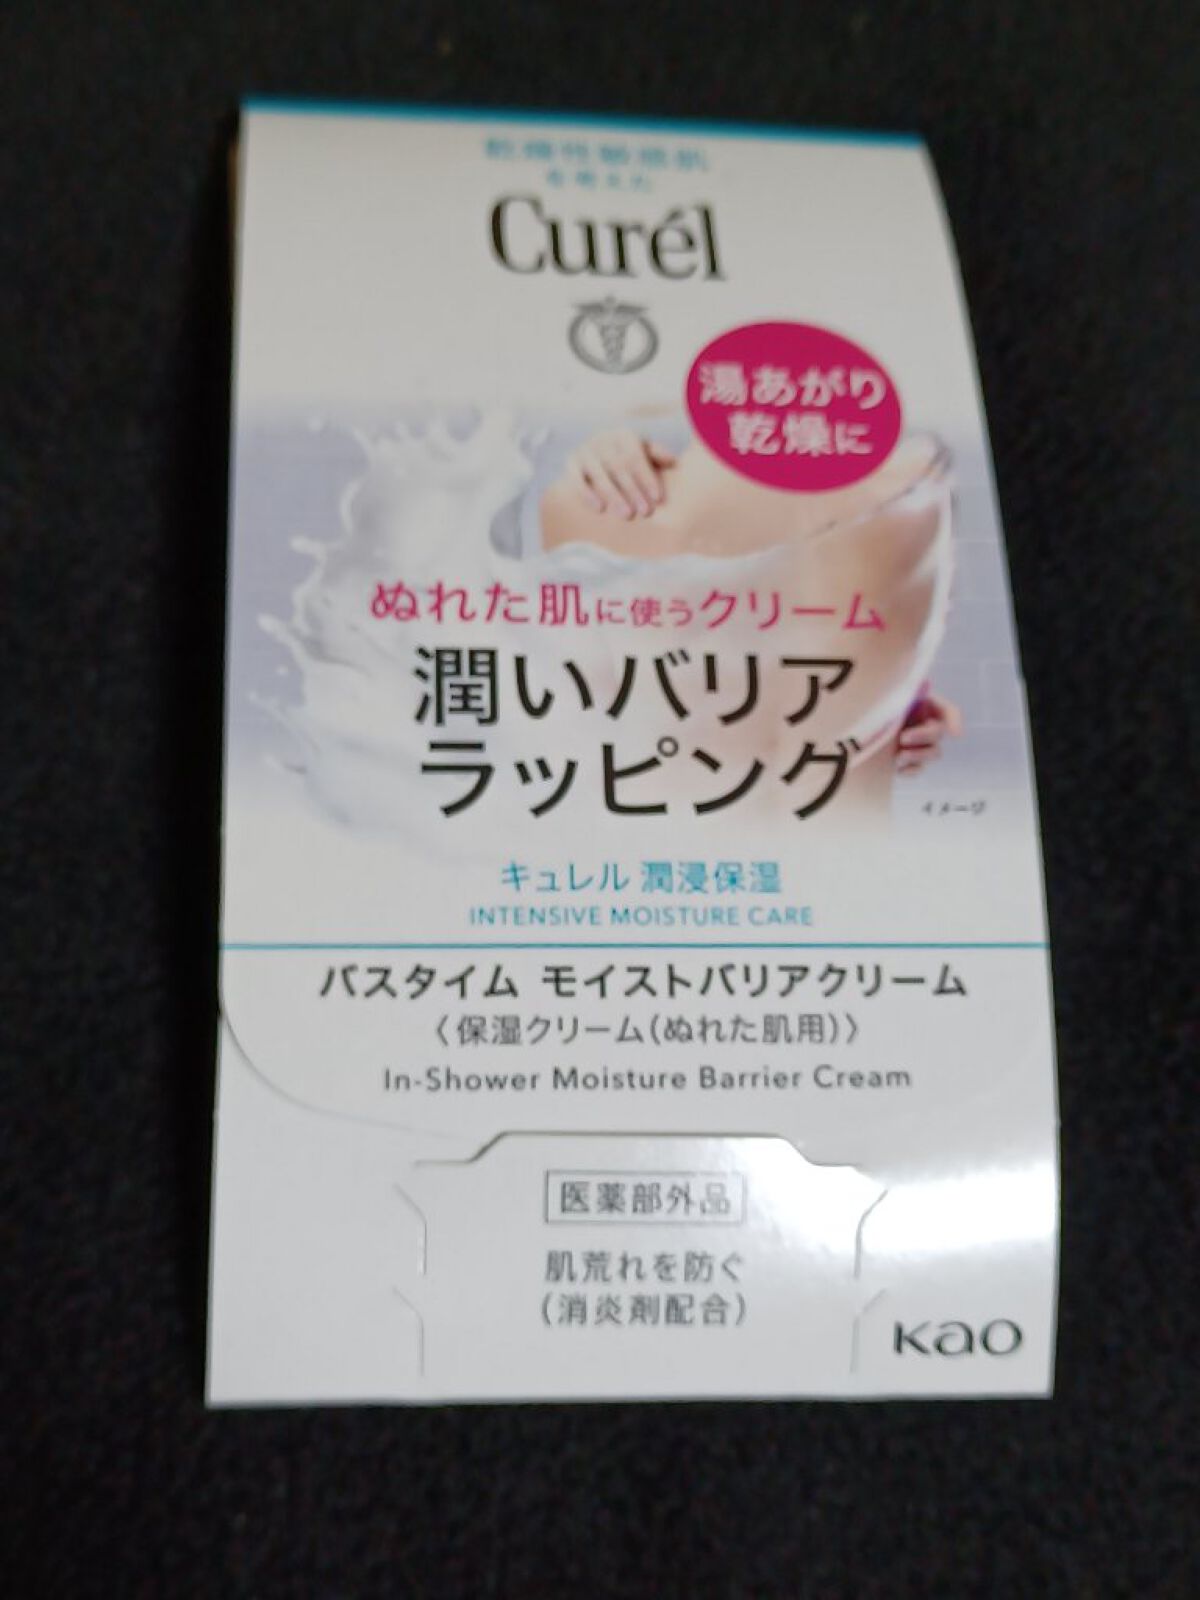 乾燥性敏感肌
を考えた
Curél
湯あがり
乾燥に
ぬれた肌に使うクリーム
潤いバリア
ラッピング
イメージ
キュレル 潤浸保湿
INTENSIVE MOISTURE CARE
バスタイム モイストバリアクリーム
〈保湿クリーム(ぬれた肌用)〉
In-Shower Moisture Barrier Cream
医薬部外品
肌荒れを防ぐ
(消炎剤配合)
Kao